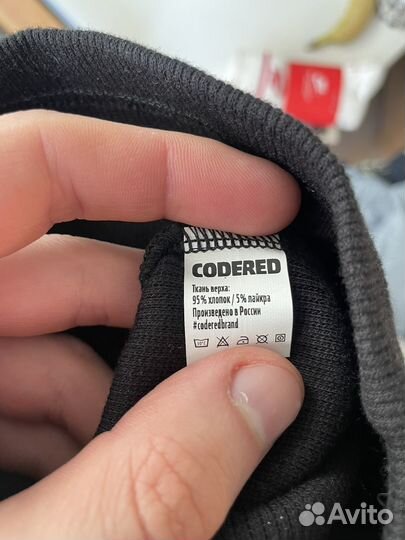 CODERED
Ткань верха:
95% хлопок / 5% лайкра
Произведено в России
#coderedbrand
Avito